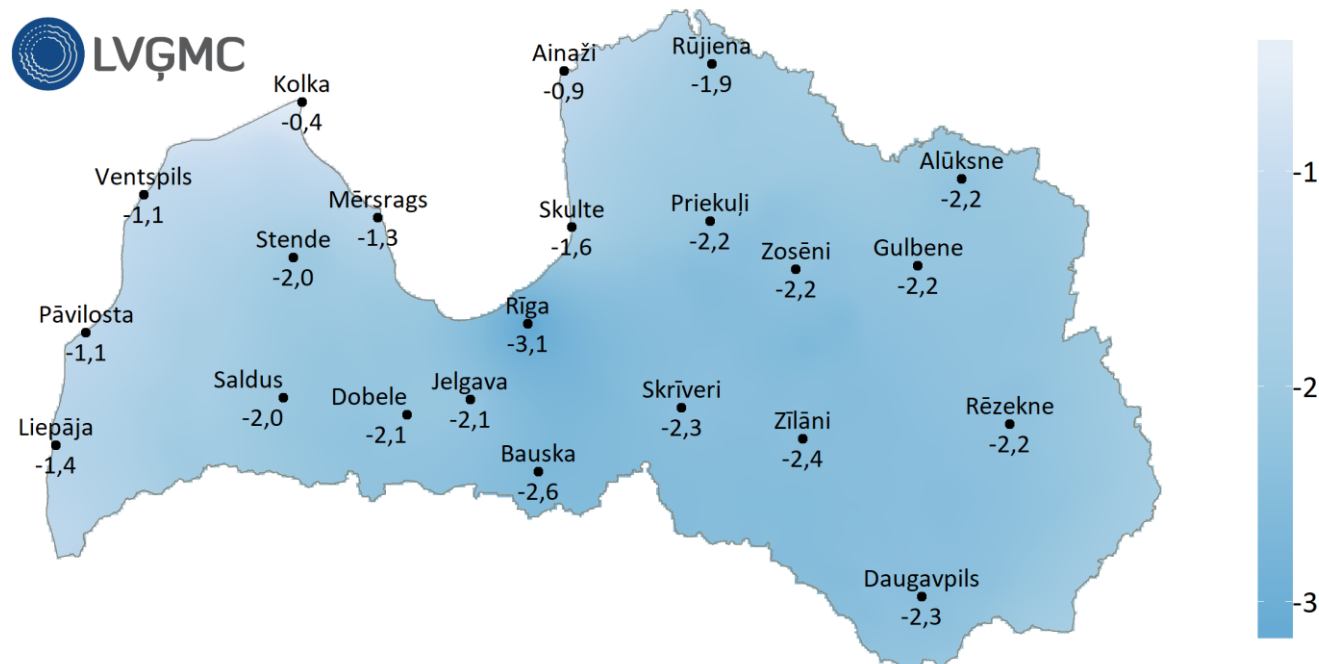 LVĢMC
Ainaži
-0,9
Rūjiena
-1,9
Kolka
-0,4
Alūksne
-2,2
-1
Ventspils
-1,1
Mērsrags
-1,3
Skulte
-1,6
Priekuļi
-2,2
Stende
-2,0
Zosēni
-2,2
Gulbene
-2,2
Rīga
-3,1
Pāvilosta
-1,1
-2
Saldus
-2,0
Dobele
-2,1
Jelgava
-2,1
Skrīveri
-2,3
Zīlāni
-2,4
Rēzekne
-2,2
Liepāja
-1,4
Bauska
-2,6
Daugavpils
-2,3
-3